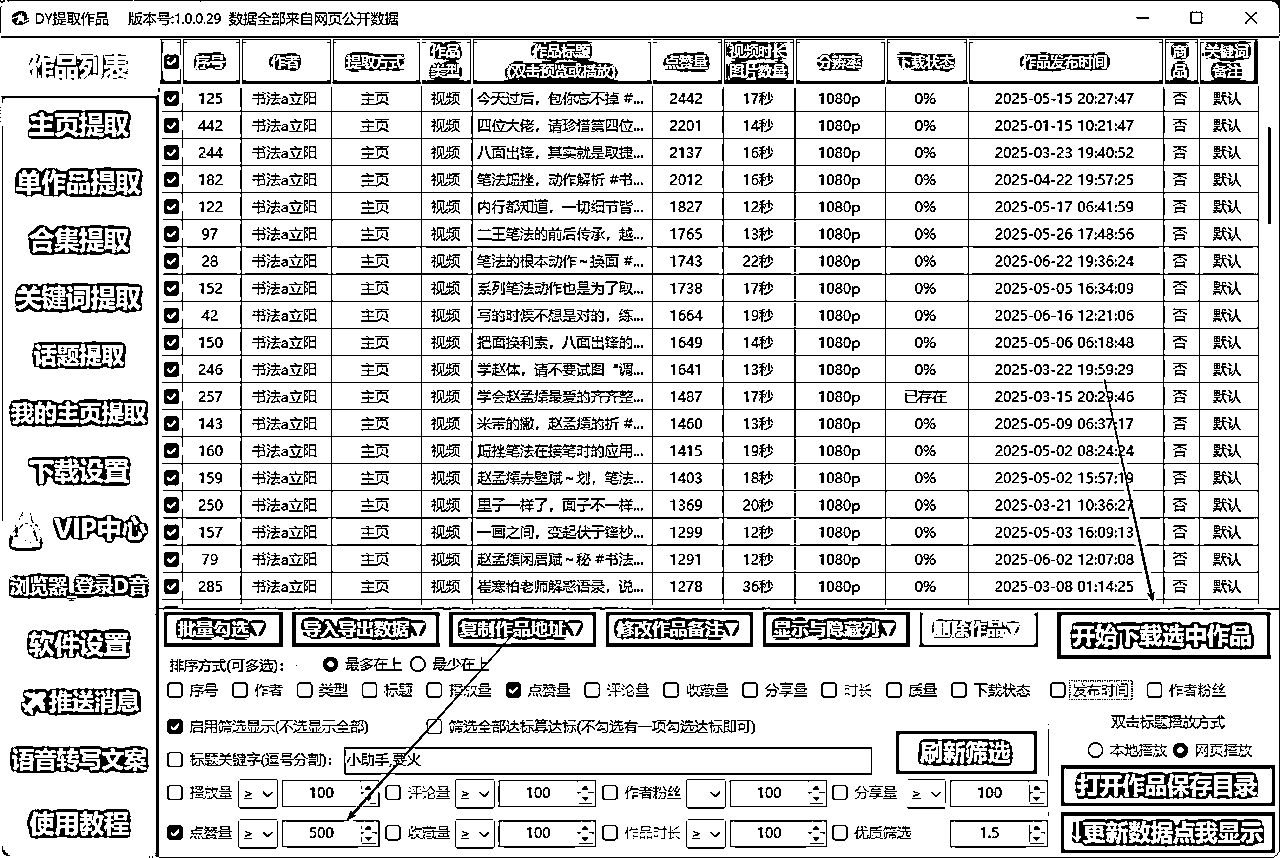 DY提取作品 版本号:1.0.0.29 数据全部来自网页公开数据
作品列表
主页提取
单作品提取
合集提取
关键词提取
话题提取
我的主页提取
下载设置
VIP中心
浏览器_登录D音
软件设置
推送消息
语音转写文案
使用教程
序号 作者 提取方式 作品类型 作品标题(双击预览或播放) 点赞量 视频时长图片数量 分辨率 下载状态 作品发布时间 商品 关键词备注
125 书法a立阳 主页 视频 今天过后，包你忘不掉 #... 2442 17秒 1080p 0% 2025-05-15 20:27:47 否 默认
442 书法a立阳 主页 视频 四位大佬，请珍惜第四位... 2201 14秒 1080p 0% 2025-01-15 10:21:47 否 默认
244 书法a立阳 主页 视频 八面出锋，其实就是取捷... 2137 16秒 1080p 0% 2025-03-23 19:40:52 否 默认
182 书法a立阳 主页 视频 笔法挫，动作解析 #书... 2012 16秒 1080p 0% 2025-04-22 19:57:25 否 默认
122 书法a立阳 主页 视频 内行都知道，一切细节皆... 1827 12秒 1080p 0% 2025-05-17 06:41:59 否 默认
97 书法a立阳 主页 视频 二王笔法的前后传承，越... 1765 13秒 1080p 0% 2025-05-26 17:48:56 否 默认
28 书法a立阳 主页 视频 笔法的根本动作～换面 #... 1743 22秒 1080p 0% 2025-06-22 19:36:24 否 默认
152 书法a立阳 主页 视频 系列笔法动作也是为了取... 1738 17秒 1080p 0% 2025-05-05 16:34:09 否 默认
42 书法a立阳 主页 视频 写的时候不想是对的，练... 1664 19秒 1080p 0% 2025-06-16 12:21:06 否 默认
150 书法a立阳 主页 视频 把面换利索，八面出锋的... 1649 14秒 1080p 0% 2025-05-06 06:18:48 否 默认
246 书法a立阳 主页 视频 学赵体，请不要试图“调... 1641 13秒 1080p 0% 2025-03-22 19:59:29 否 默认
257 书法a立阳 主页 视频 学会赵孟頫最爱的齐齐整... 1487 17秒 1080p 已存在 2025-03-15 20:29:46 否 默认
143 书法a立阳 主页 视频 米芾的撇，赵孟頫的折 #... 1460 13秒 1080p 0% 2025-05-09 06:37:17 否 默认
160 书法a立阳 主页 视频 挫笔法在接笔时的应用... 1415 19秒 1080p 0% 2025-05-02 08:24:24 否 默认
159 书法a立阳 主页 视频 赵孟頫赤壁赋～划，笔法... 1403 18秒 1080p 0% 2025-05-02 15:57:19 否 默认
250 书法a立阳 主页 视频 里子一样了，面子不一样... 1369 20秒 1080p 0% 2025-03-21 10:36:27 否 默认
157 书法a立阳 主页 视频 一画之间，变起伏于锋杪... 1299 12秒 1080p 0% 2025-05-03 16:09:13 否 默认
79 书法a立阳 主页 视频 赵孟頫闲居赋～秘 #书法... 1291 12秒 1080p 0% 2025-06-02 12:07:08 否 默认
285 书法a立阳 主页 视频 崔寒柏老师解惑语录，说... 1278 36秒 1080p 0% 2025-03-08 01:14:25 否 默认
批量勾选▽ 导入导出数据▽ 复制作品地址▽ 修改作品备注▽ 显示与隐藏列▽ 删除作品▽ 开始下载选中作品
排序方式(可多选)： 最多在上 最少在上
序号 作者 类型 标题 播放量 点赞量 评论量 收藏量 分享量 时长 质量 下载状态 发布时间 作者粉丝
启用筛选显示(不选显示全部) 筛选全部达标算达标(不勾选有一项勾选达标即可) 双击标题播放方式
标题关键字(逗号分割)： 小助手,要火 刷新筛选 本地播放 网页播放
播放量 ≥ 100 评论量 ≥ 100 作者粉丝 100 分享量 ≥ 100 打开作品保存目录
点赞量 ≥ 500 收藏量 ≥ 100 作品时长 ≥ 100 优质筛选 1.5 ↓更新数据点我显示